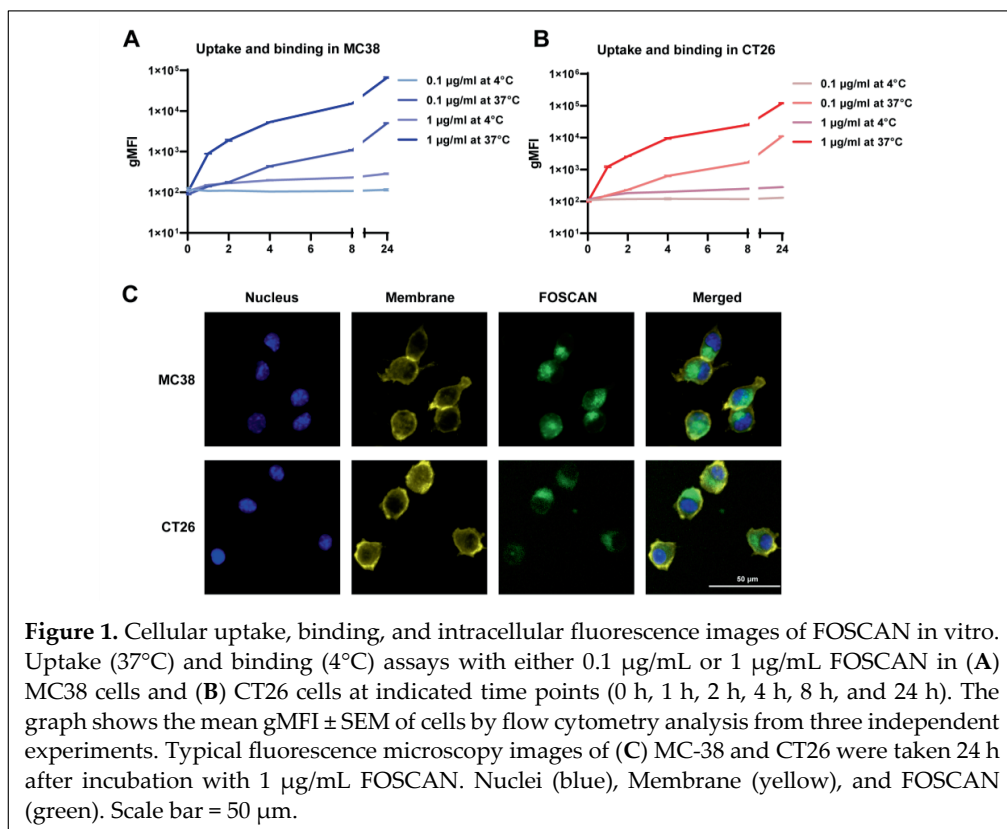 A
Uptake and binding in MC38
1×10⁵
1×10⁴
1×10³
1×10²
1×10¹
gMFI
0 2 4 6 8 24
0.1 µg/ml at 4°C
0.1 µg/ml at 37°C
1 µg/ml at 4°C
1 µg/ml at 37°C
B
Uptake and binding in CT26
1×10⁶
1×10⁵
1×10⁴
1×10³
1×10²
1×10¹
gMFI
0 2 4 6 8 24
0.1 µg/ml at 4°C
0.1 µg/ml at 37°C
1 µg/ml at 4°C
1 µg/ml at 37°C
C
Nucleus Membrane FOSCAN Merged
MC38
CT26
50 µm
Figure 1. Cellular uptake, binding, and intracellular fluorescence images of FOSCAN in vitro.
Uptake (37°C) and binding (4°C) assays with either 0.1 µg/mL or 1 µg/mL FOSCAN in (A)
MC38 cells and (B) CT26 cells at indicated time points (0 h, 1 h, 2 h, 4 h, 8 h, and 24 h). The
graph shows the mean gMFI ± SEM of cells by flow cytometry analysis from three independent
experiments. Typical fluorescence microscopy images of (C) MC-38 and CT26 were taken 24 h
after incubation with 1 µg/mL FOSCAN. Nuclei (blue), Membrane (yellow), and FOSCAN
(green). Scale bar = 50 µm.